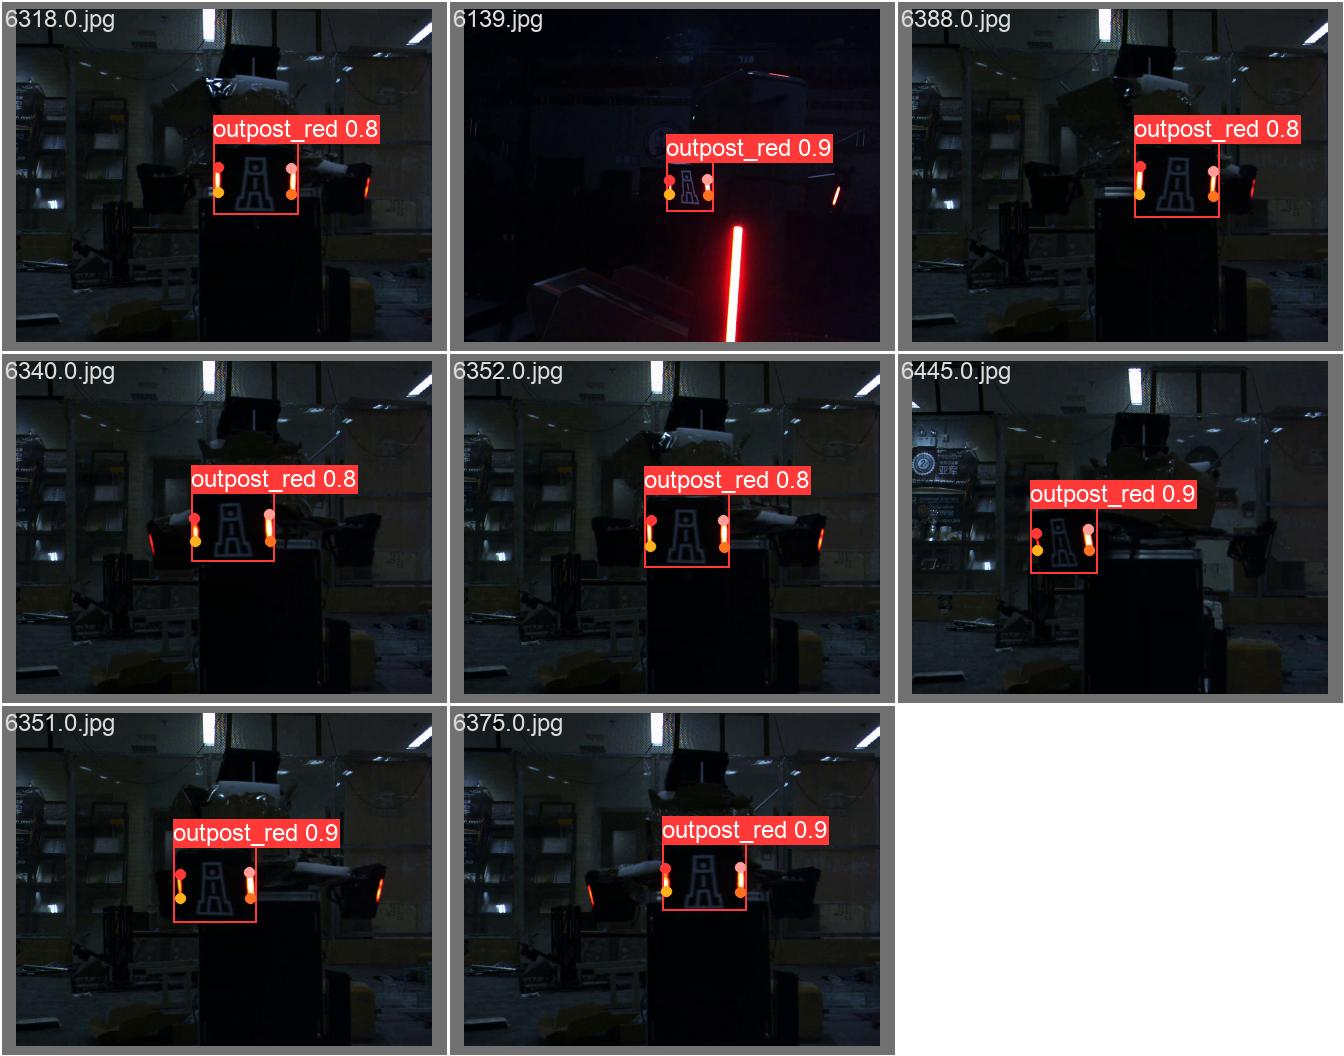 6318.0.jpg
outpost_red 0.8
6139.jpg
outpost_red 0.9
6388.0.jpg
outpost_red 0.8
6340.0.jpg
outpost_red 0.8
6352.0.jpg
outpost_red 0.8
6445.0.jpg
outpost_red 0.9
6351.0.jpg
outpost_red 0.9
6375.0.jpg
outpost_red 0.9